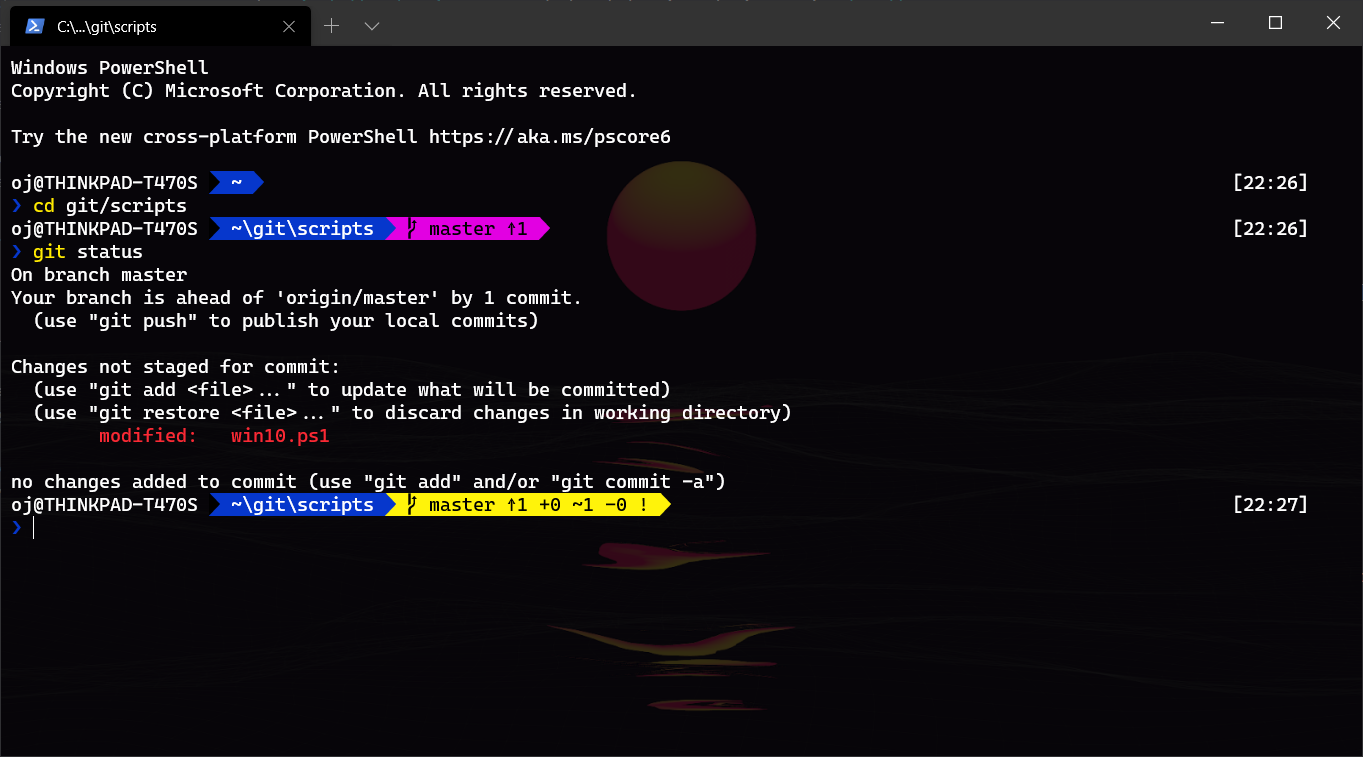 C:\...\git\scripts
Windows PowerShell
Copyright (C) Microsoft Corporation. All rights reserved.
Try the new cross-platform PowerShell https://aka.ms/pscore6
oj@THINKPAD-T470S ~ [22:26]
❯ cd git/scripts
oj@THINKPAD-T470S ~\git\scripts master ↑1 [22:26]
❯ git status
On branch master
Your branch is ahead of 'origin/master' by 1 commit.
(use "git push" to publish your local commits)
Changes not staged for commit:
(use "git add <file>..." to update what will be committed)
(use "git restore <file>..." to discard changes in working directory)
modified: win10.ps1
no changes added to commit (use "git add" and/or "git commit -a")
oj@THINKPAD-T470S ~\git\scripts master ↑1 +0 ~1 -0 ! [22:27]
❯